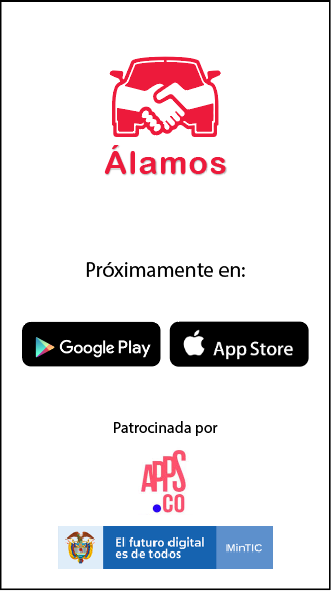 Álamos
Próximamente en:
Google Play
App Store
Patrocinada por
APPS
.CO
El futuro digital
es de todos
MinTIC